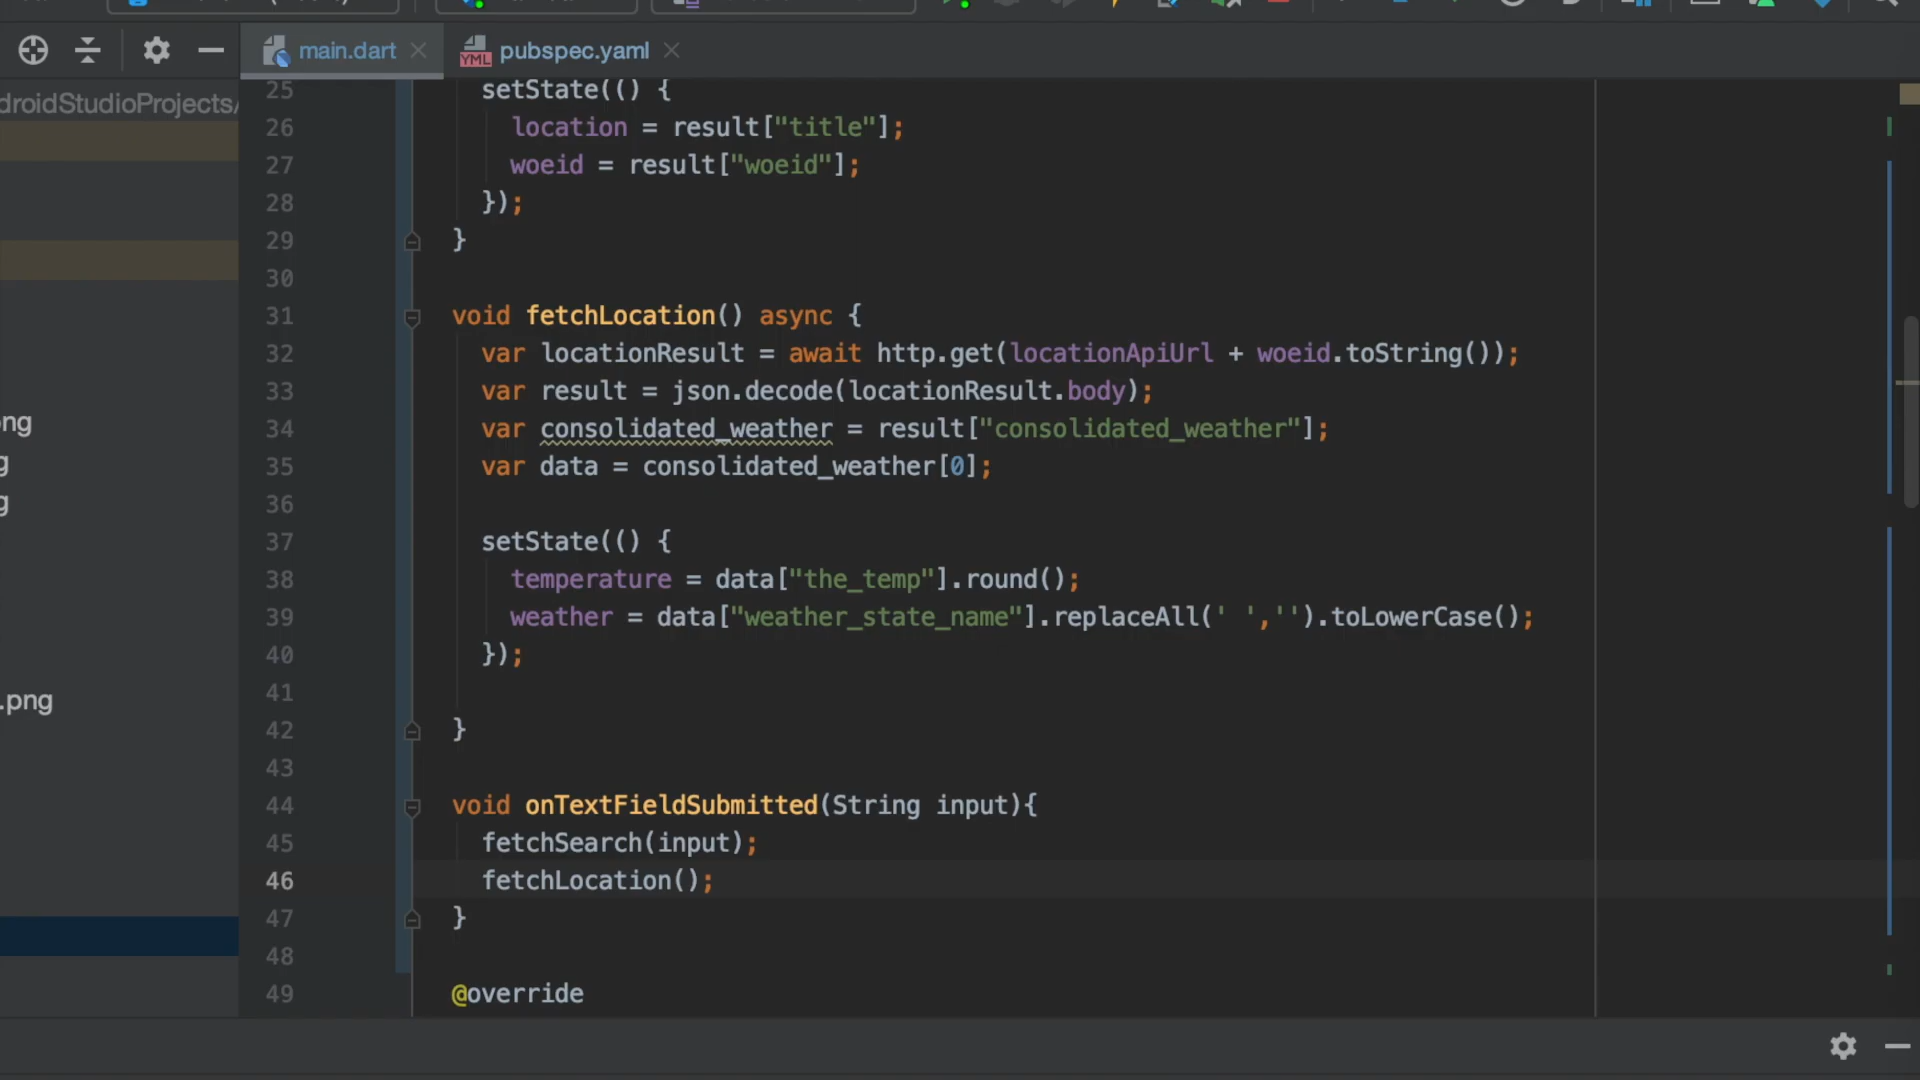 main.dart
YML pubspec.yaml
droidStudioProjects/
25 setState(() {
26 location = result["title"];
27 woeid = result["woeid"];
28 });
29 }
30
31 void fetchLocation() async {
32 var locationResult = await http.get(locationApiUrl + woeid.toString());
33 var result = json.decode(locationResult.body);
34 var consolidated_weather = result["consolidated_weather"];
35 var data = consolidated_weather[0];
36
37 setState(() {
38 temperature = data["the_temp"].round();
39 weather = data["weather_state_name"].replaceAll(' ','').toLowerCase();
40 });
41
42 }
43
44 void onTextFieldSubmitted(String input){
45 fetchSearch(input);
46 fetchLocation();
47 }
48
49 @override
ng
g
g
.png